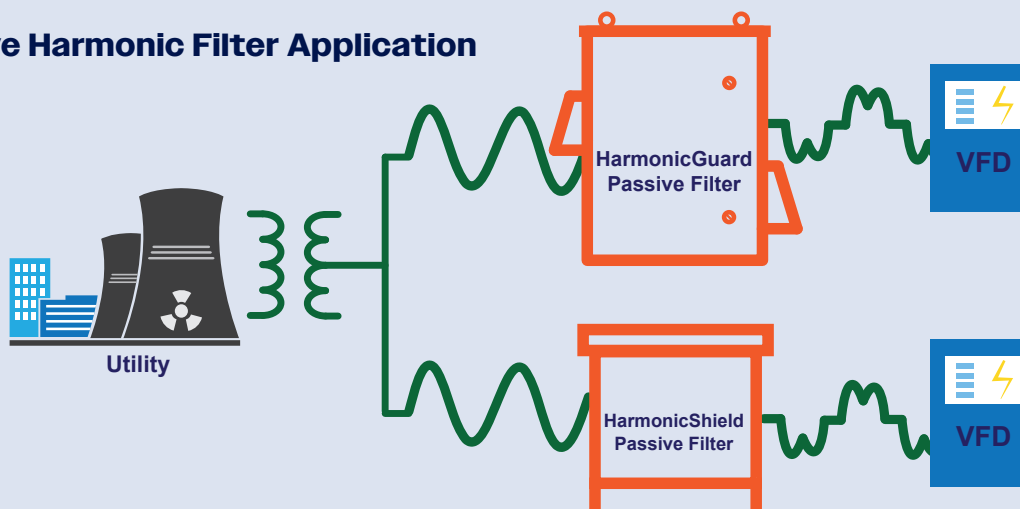 e Harmonic Filter Application
HarmonicGuard
Passive Filter
VFD
Utility
HarmonicShield
Passive Filter
VFD